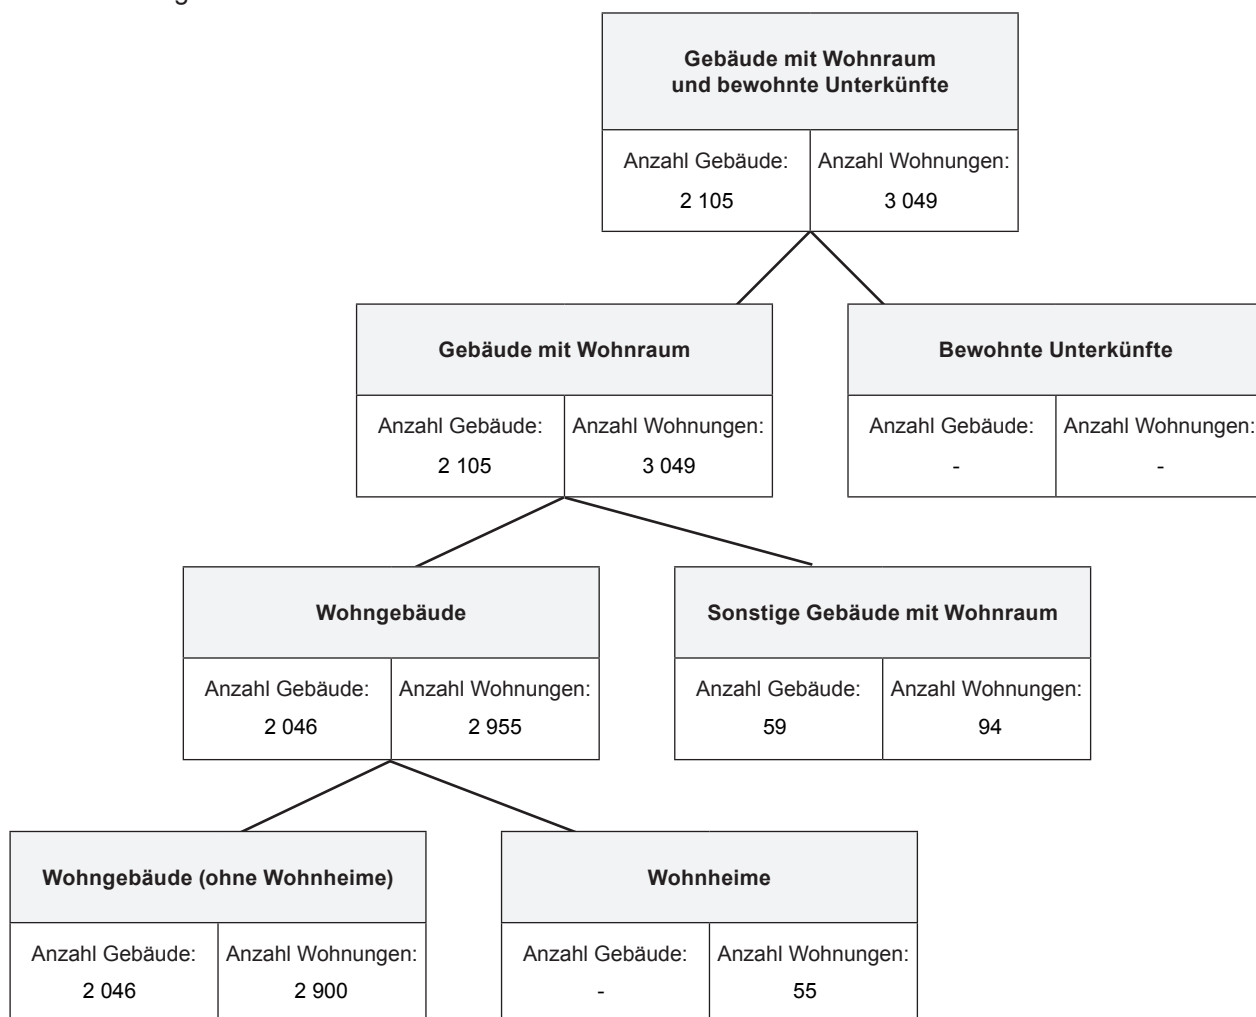 Gebäude mit Wohnraum
und bewohnte Unterkünfte
Anzahl Gebäude: Anzahl Wohnungen:
2 105 3 049
Gebäude mit Wohnraum Bewohnte Unterkünfte
Anzahl Gebäude: Anzahl Wohnungen: Anzahl Gebäude: Anzahl Wohnungen:
2 105 3 049 - -
Wohngebäude Sonstige Gebäude mit Wohnraum
Anzahl Gebäude: Anzahl Wohnungen: Anzahl Gebäude: Anzahl Wohnungen:
2 046 2 955 59 94
Wohngebäude (ohne Wohnheime) Wohnheime
Anzahl Gebäude: Anzahl Wohnungen: Anzahl Gebäude: Anzahl Wohnungen:
2 046 2 900 - 55